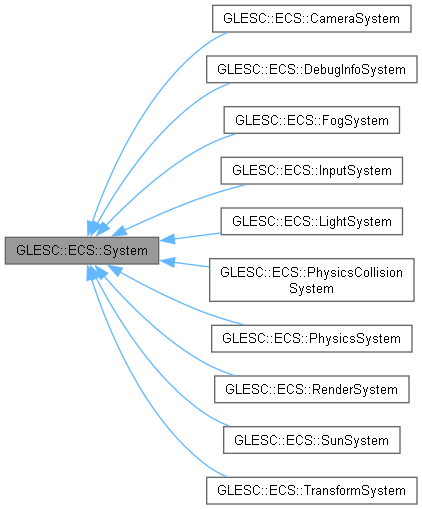 GLESC::ECS::CameraSystem
GLESC::ECS::DebugInfoSystem
GLESC::ECS::FogSystem
GLESC::ECS::InputSystem
GLESC::ECS::LightSystem
GLESC::ECS::System
GLESC::ECS::PhysicsCollision
System
GLESC::ECS::PhysicsSystem
GLESC::ECS::RenderSystem
GLESC::ECS::SunSystem
GLESC::ECS::TransformSystem